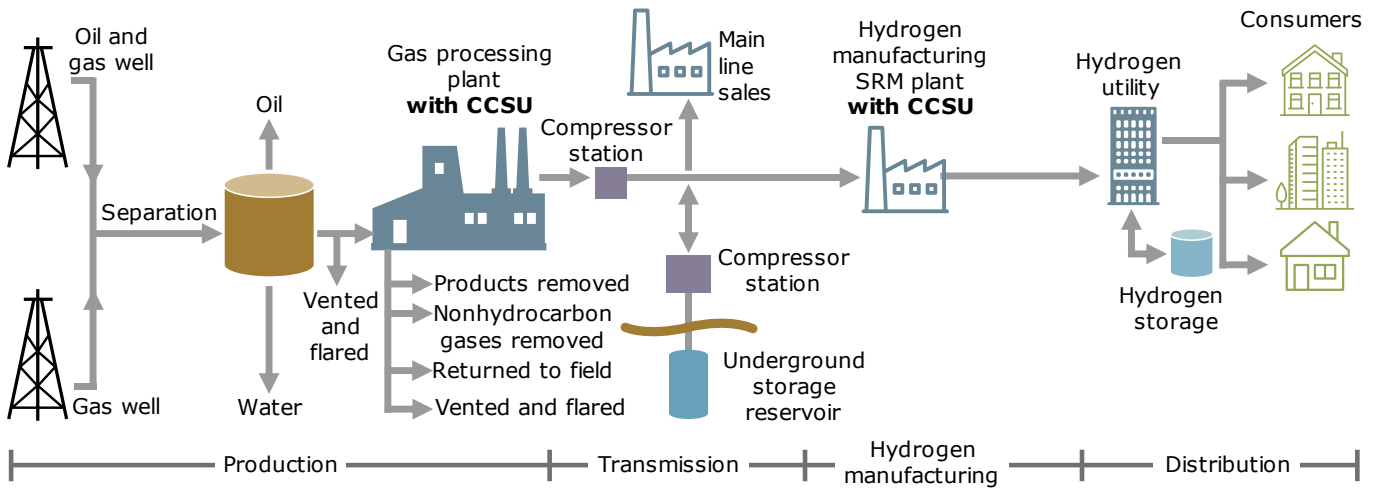 Oil and
gas well
Separation
Gas well
Oil
Water
Vented
and
flared
Gas processing
plant
with CCSU
Products removed
Nonhydrocarbon
gases removed
Returned to field
Vented and flared
Compressor
station
Main
line
sales
Compressor
station
Underground
storage
reservoir
Hydrogen
manufacturing
SRM plant
with CCSU
Hydrogen
utility
Hydrogen
storage
Consumers
Production
Transmission
Hydrogen
manufacturing
Distribution